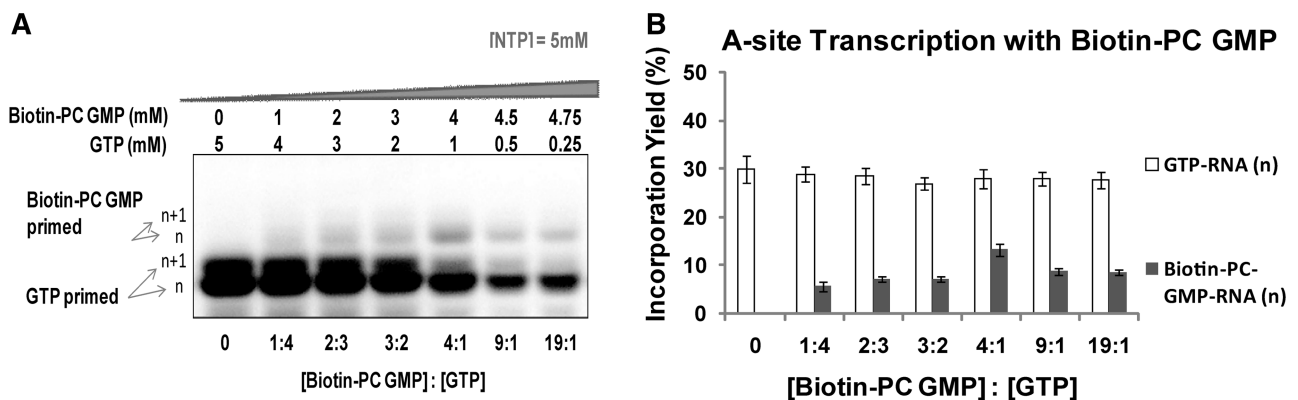 A
[NTP] = 5mM
Biotin-PC GMP (mM) 0 1 2 3 4 4.5 4.75
GTP (mM) 5 4 3 2 1 0.5 0.25
Biotin-PC GMP
primed
n+1
n
n+1
GTP primed
n
0 1:4 2:3 3:2 4:1 9:1 19:1
[Biotin-PC GMP] : [GTP]
B
A-site Transcription with Biotin-PC GMP
Incorporation Yield (%)
50
40
30
20
10
0
0 1:4 2:3 3:2 4:1 9:1 19:1
[Biotin-PC GMP] : [GTP]
GTP-RNA (n)
Biotin-PC-
GMP-RNA (n)